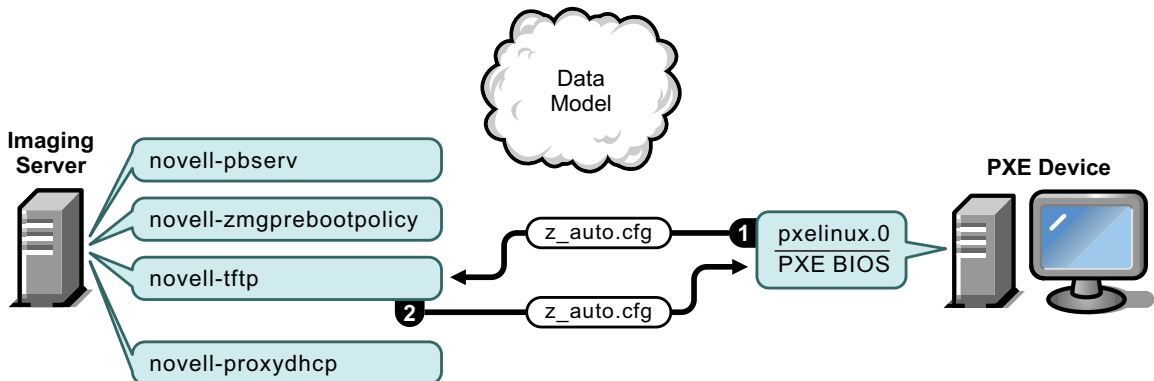 Data
Model
Imaging
Server
novell-pbserv
PXE Device
novell-zmgprebootpolicy
z_auto.cfg
1
pxelinux.0
PXE BIOS
novell-tftp
2
z_auto.cfg
novell-proxydhcp